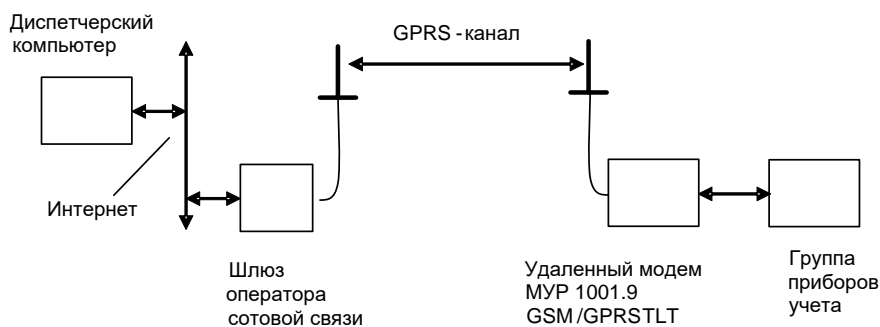 Диспетчерский
компьютер
GPRS - канал
Интернет
Шлюз
оператора
сотовой связи
Удаленный модем
МУР 1001.9
GSM /GPRSTLT
Группа
приборов
учета